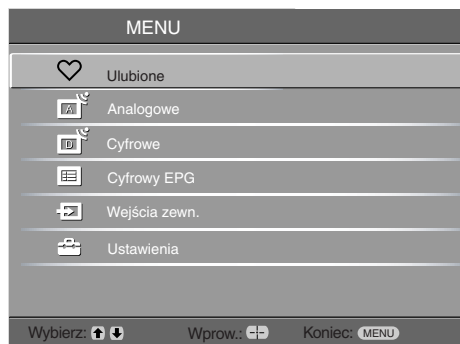 MENU
Ulubione
A Analogowe
D Cyfrowe
Cyfrowy EPG
Wejścia zewn.
Ustawienia
Wybierz: Wprow.: Koniec: MENU